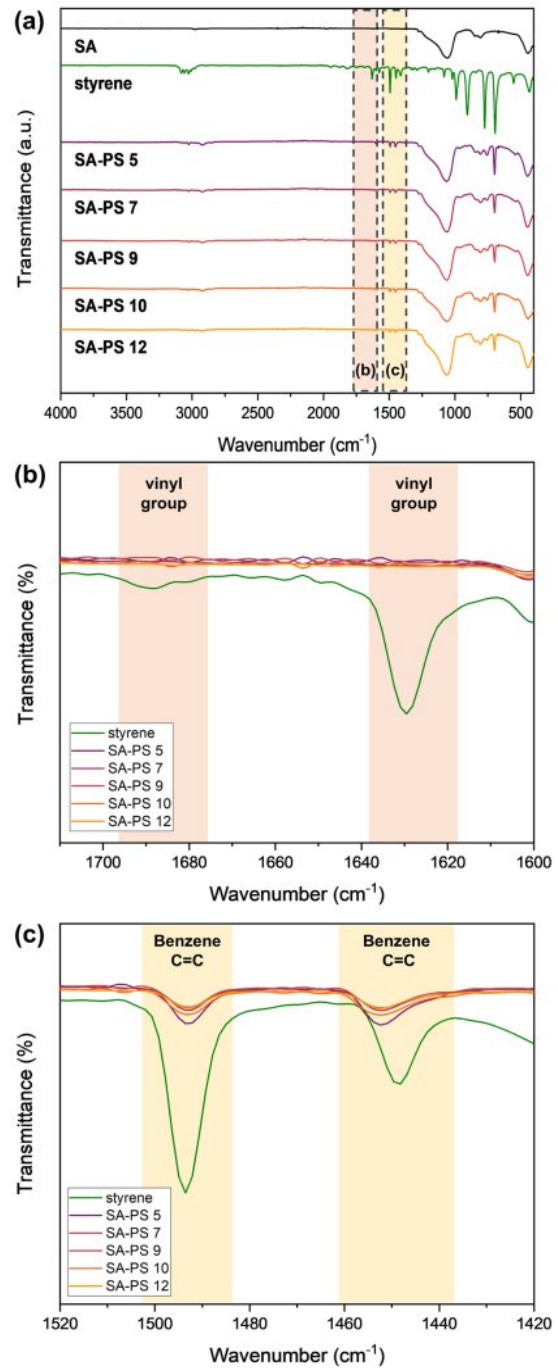 (a)
SA
styrene
SA-PS 5
SA-PS 7
SA-PS 9
SA-PS 10
SA-PS 12
(b)
(c)
Transmittance (a.u.)
4000 3500 3000 2500 2000 1500 1000 500
Wavenumber (cm⁻¹)
(b)
vinyl
group
vinyl
group
Transmittance (%)
styrene
SA-PS 5
SA-PS 7
SA-PS 9
SA-PS 10
SA-PS 12
1700 1680 1660 1640 1620 1600
Wavenumber (cm⁻¹)
(c)
Benzene
C=C
Benzene
C=C
Transmittance (%)
styrene
SA-PS 5
SA-PS 7
SA-PS 9
SA-PS 10
SA-PS 12
1520 1500 1480 1460 1440 1420
Wavenumber (cm⁻¹)